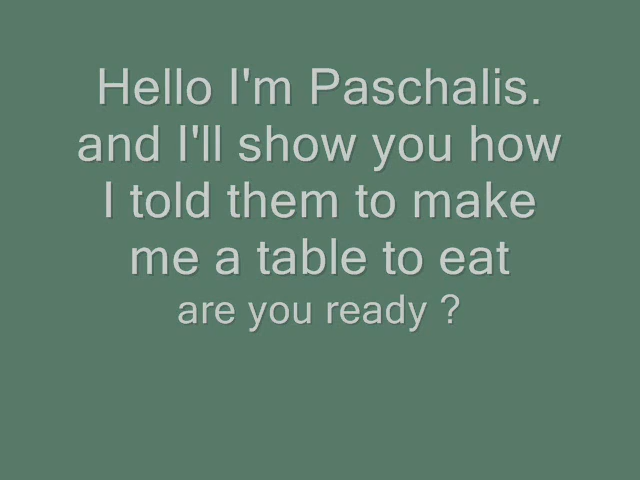 Hello I'm Paschalis.
and I'll show you how
I told them to make
me a table to eat
are you ready ?